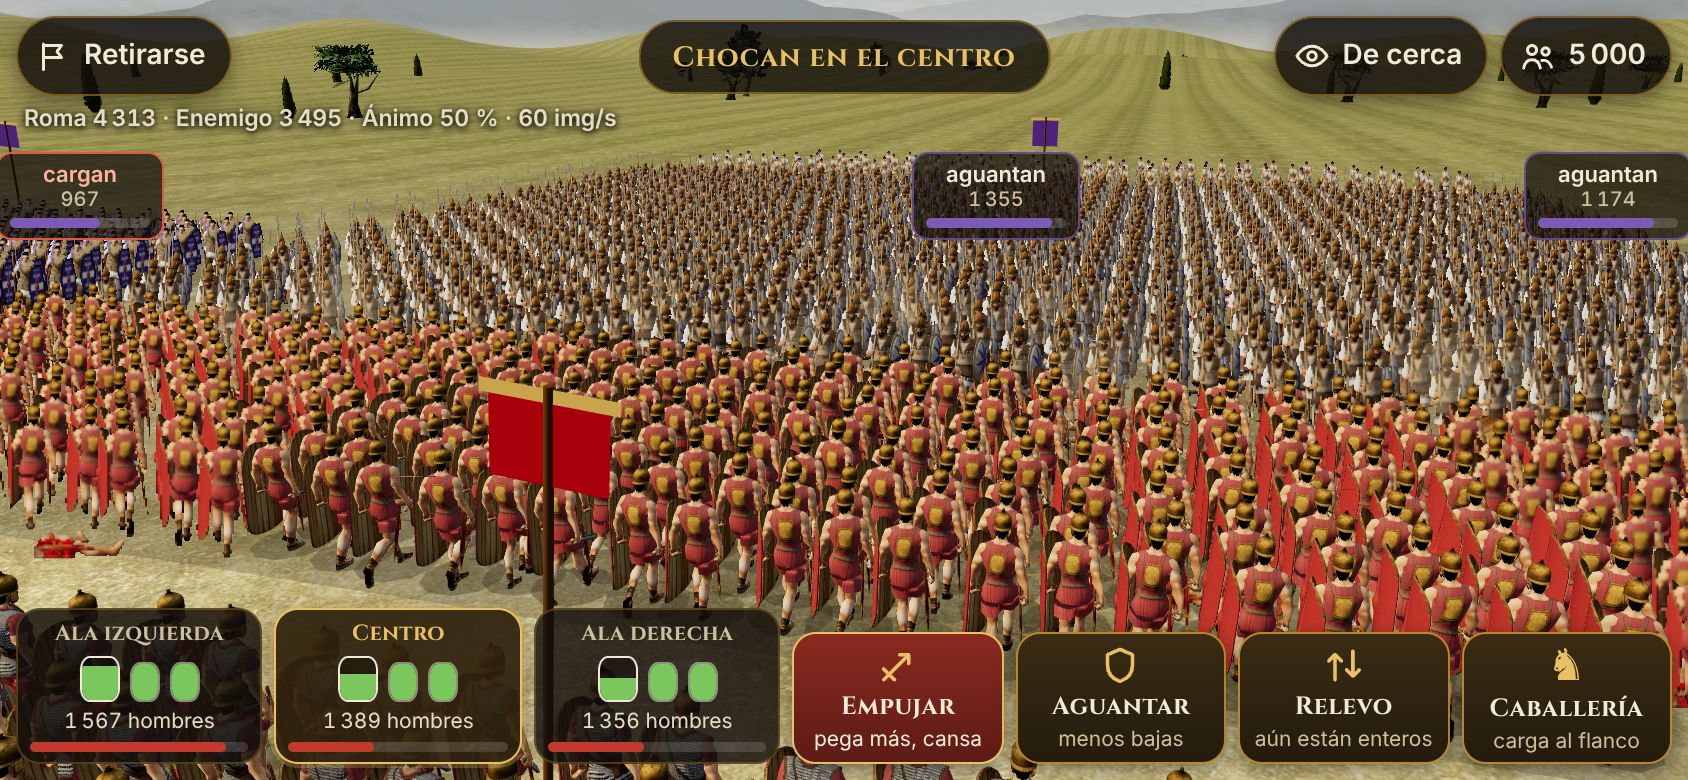 Retirarse
CHOCAN EN EL CENTRO
De cerca
5 000
Roma 4 313 · Enemigo 3 495 · Ánimo 50 % · 60 img/s
cargan
967
aguantan
1 355
aguantan
1 174
ALA IZQUIERDA
1 567 hombres
CENTRO
1 389 hombres
ALA DERECHA
1 356 hombres
EMPUJAR
pega más, cansa
AGUANTAR
menos bajas
RELEVO
aún están enteros
CABALLERÍA
carga al flanco